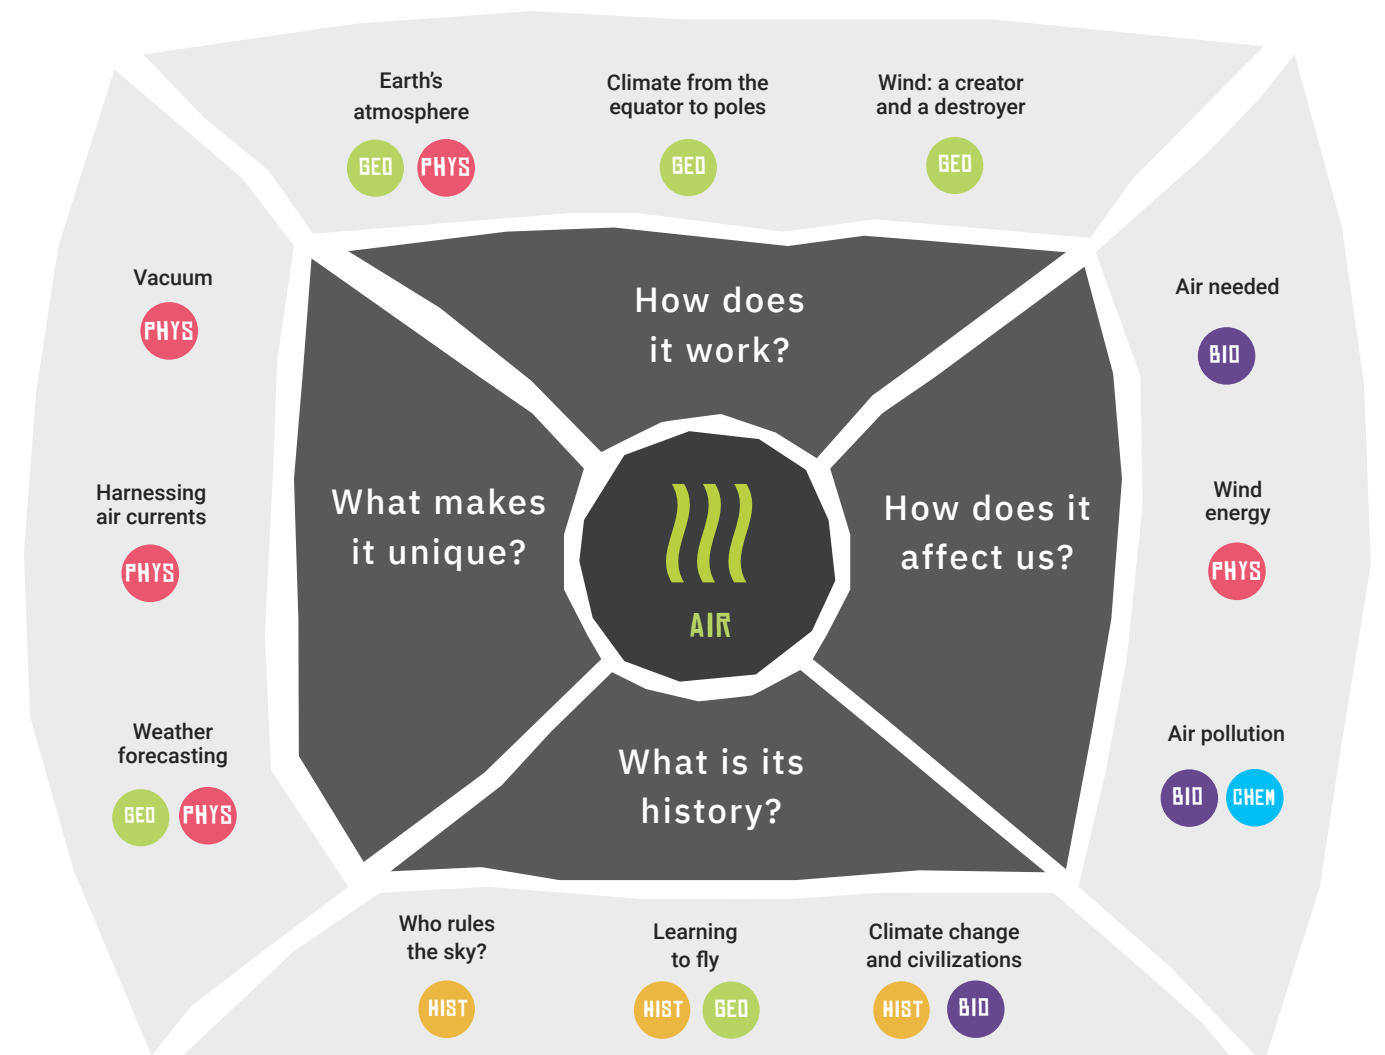 Earth's
atmosphere
GEO PHYS
Climate from the
equator to poles
GEO
Wind: a creator
and a destroyer
GEO
Vacuum
PHYS
Harnessing
air currents
PHYS
Weather
forecasting
GEO PHYS
How does
it work?
What makes
it unique?
AIR
How does it
affect us?
What is its
history?
Air needed
BIO
Wind
energy
PHYS
Air pollution
BIO CHEM
Who rules
the sky?
HIST
Learning
to fly
HIST GEO
Climate change
and civilizations
HIST BIO